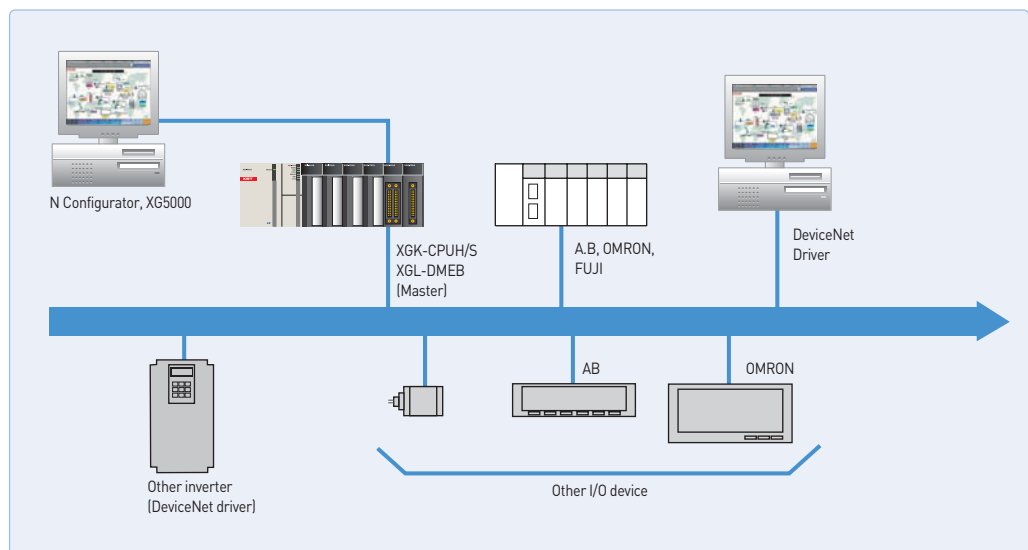 N Configurator, XG5000
XGK-CPUH/S
XGL-DMEB
(Master)
A.B, OMRON,
FUJI
DeviceNet
Driver
AB
OMRON
Other inverter
(DeviceNet driver)
Other I/O device